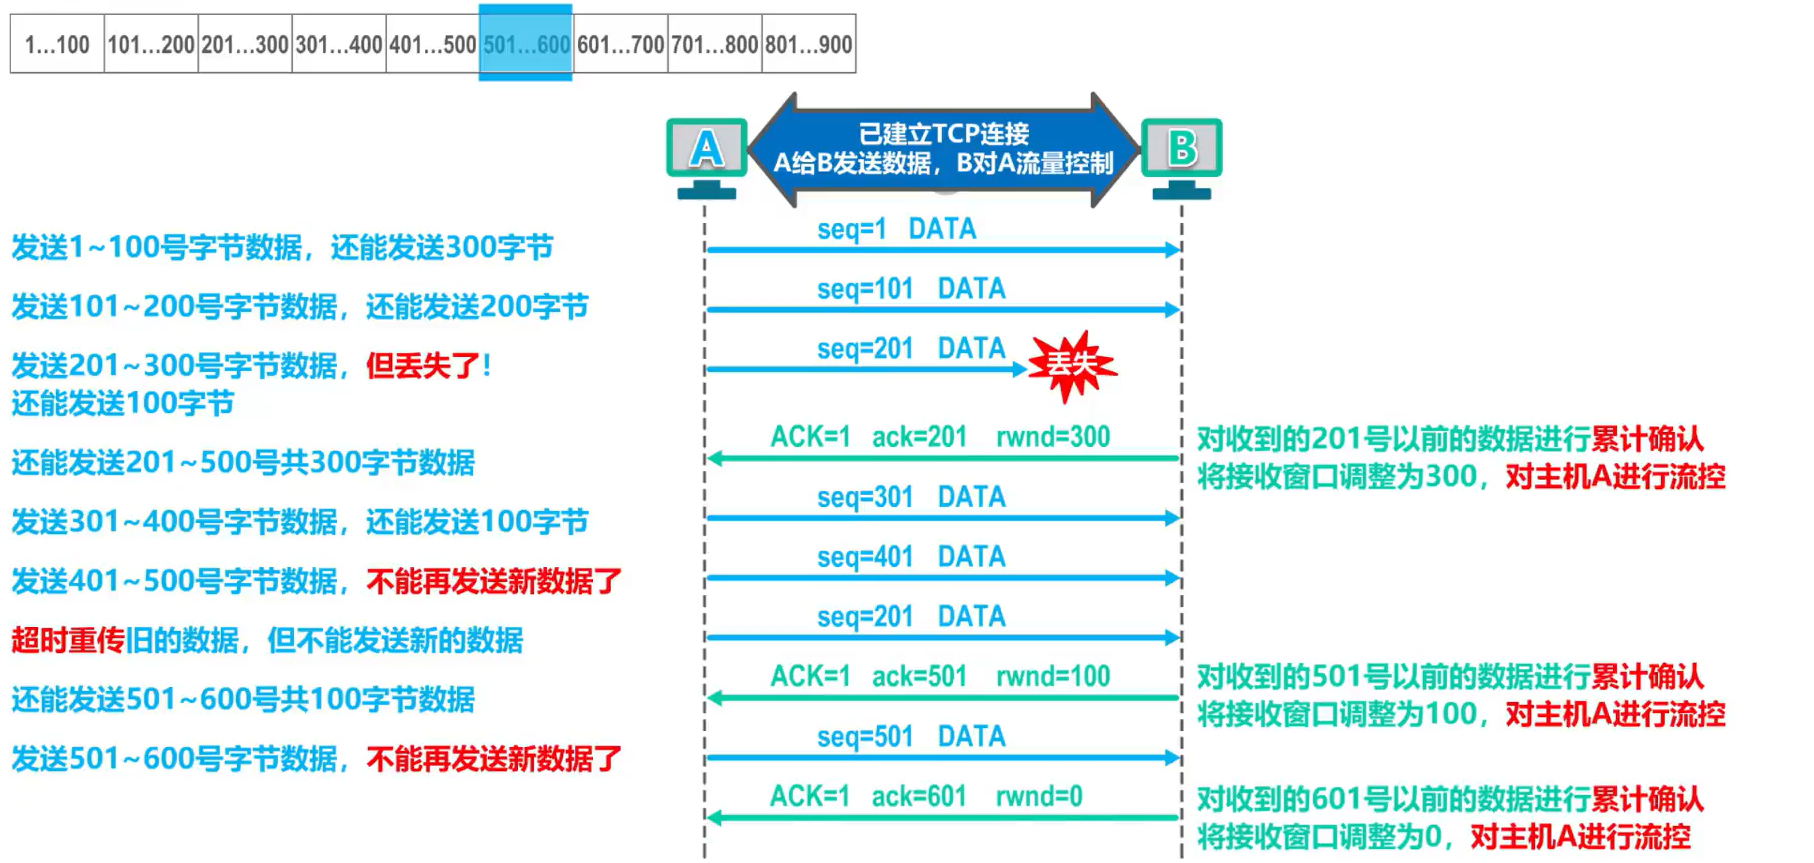 1...100 101...200 201...300 301...400 401...500 501...600 601...700 701...800 801...900
已建立TCP连接
A
A给B发送数据，B对A流量控制
B
seq=1 DATA
发送1~100号字节数据，还能发送300字节
seq=101 DATA
发送101~200号字节数据，还能发送200字节
seq=201 DATA
丢失
发送201~300号字节数据，但丢失了！
还能发送100字节
ACK=1 ack=201 rwnd=300
对收到的201号以前的数据进行累计确认
将接收窗口调整为300，对主机A进行流控
还能发送201~500号共300字节数据
seq=301 DATA
发送301~400号字节数据，还能发送100字节
seq=401 DATA
发送401~500号字节数据，不能再发送新数据了
seq=201 DATA
超时重传旧的数据，但不能发送新的数据
ACK=1 ack=501 rwnd=100
对收到的501号以前的数据进行累计确认
将接收窗口调整为100，对主机A进行流控
还能发送501~600号共100字节数据
seq=501 DATA
发送501~600号字节数据，不能再发送新数据了
ACK=1 ack=601 rwnd=0
对收到的601号以前的数据进行累计确认
将接收窗口调整为0，对主机A进行流控